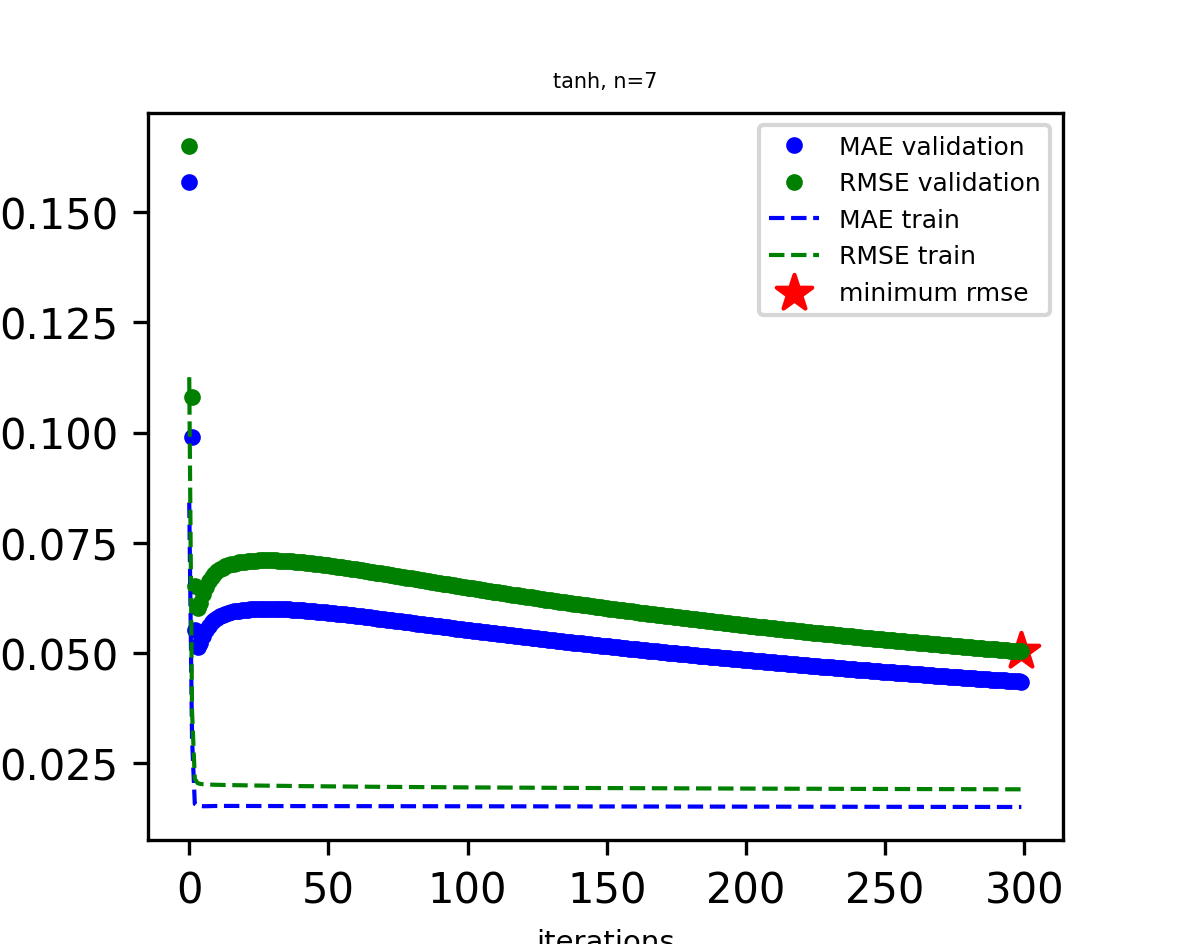 tanh, n=7
MAE validation
RMSE validation
MAE train
RMSE train
minimum rmse
0.150
0.125
0.100
0.075
0.050
0.025
0 50 100 150 200 250 300
iterations